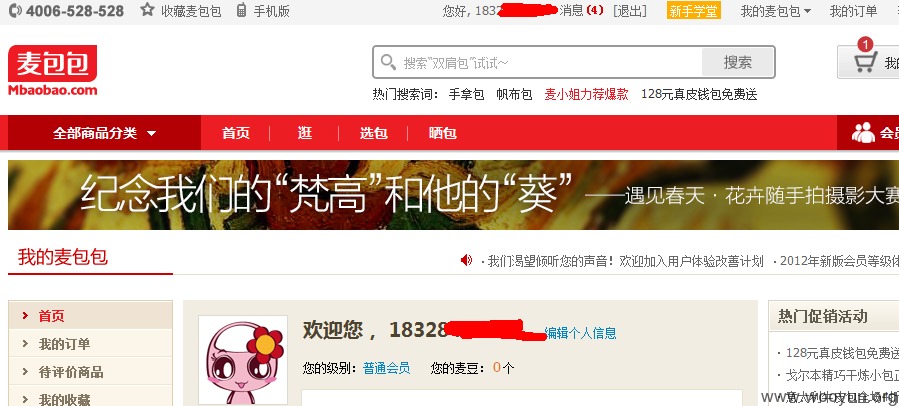 4006-528-528 收藏麦包包 手机版 您好, 1832 消息(4) [退出] 新手学堂 我的麦包包 我的订单
麦包包
Mbaobao.com
搜索“双肩包”试试~ 搜索 1
热门搜索词: 手拿包 帆布包 麦小姐力荐爆款 128元真皮钱包免费送
全部商品分类 首页 逛 选包 晒包 会
纪念我们的“梵高”和他的“葵” ——遇见春天·花卉随手拍摄影大赛
我的麦包包 ·我们渴望倾听您的声音! 欢迎加入用户体验改善计划 ·2012年新版会员等级体
首页
我的订单
待评价商品
我的收藏
欢迎您， 18328 编辑个人信息
您的级别: 普通会员 您的麦豆: 0个
热门促销活动
·128元真皮钱包免费送
·戈尔本精巧干炼小包正
www.wooyun.org